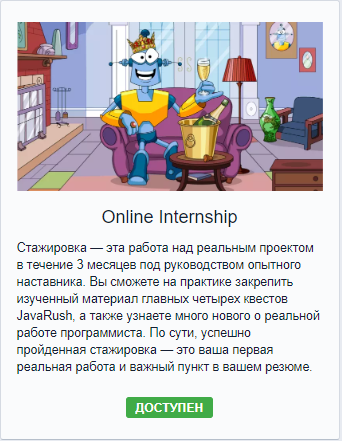 Online Internship
Стажировка — эта работа над реальным проектом
в течение 3 месяцев под руководством опытного
наставника. Вы сможете на практике закрепить
изученный материал главных четырех квестов
JavaRush, а также узнаете много нового о реальной
работе программиста. По сути, успешно
пройденная стажировка — это ваша первая
реальная работа и важный пункт в вашем резюме.
ДОСТУПЕН